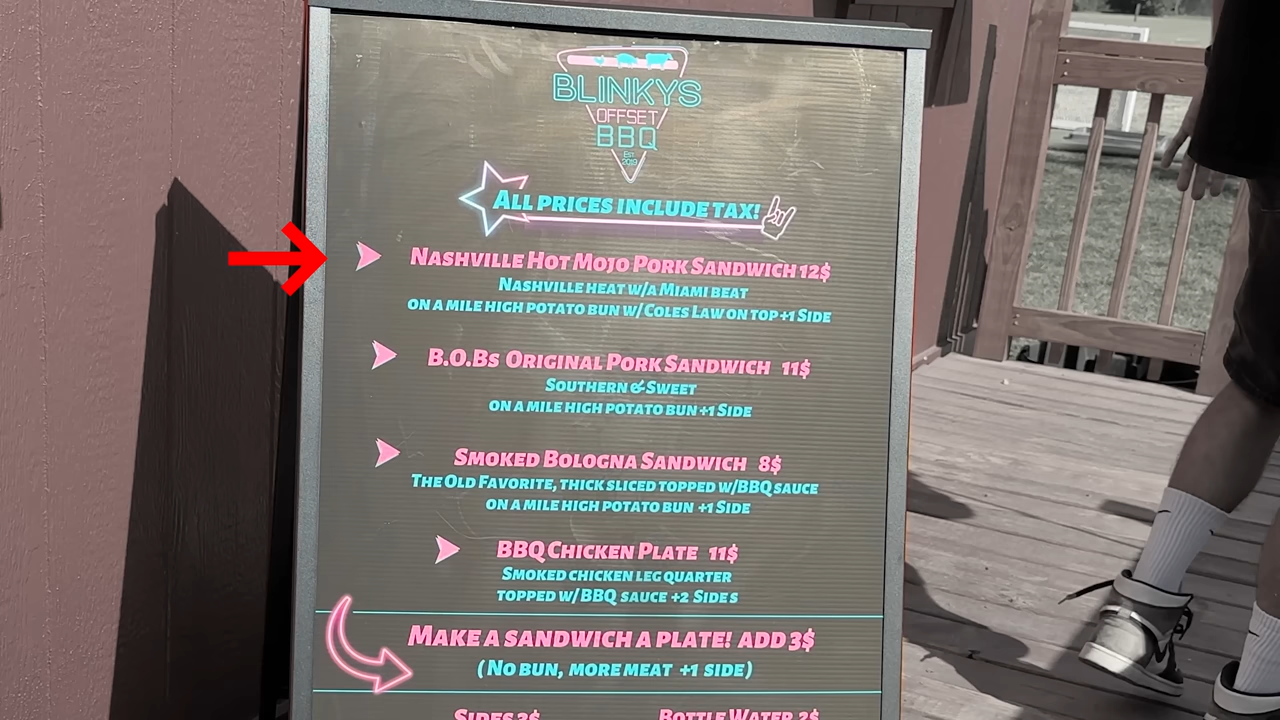 BLINKYS
OFFSET
BBQ
EST.
2019
ALL PRICES INCLUDE TAX!
NASHVILLE HOT MOJO PORK SANDWICH 12$
NASHVILLE HEAT W/A MIAMI BEAT
ON A MILE HIGH POTATO BUN W/COLES LAW ON TOP +1 SIDE
B.O.BS ORIGINAL PORK SANDWICH 11$
SOUTHERN & SWEET
ON A MILE HIGH POTATO BUN +1 SIDE
SMOKED BOLOGNA SANDWICH 8$
THE OLD FAVORITE, THICK SLICED TOPPED W/BBQ SAUCE
ON A MILE HIGH POTATO BUN +1 SIDE
BBQ CHICKEN PLATE 11$
SMOKED CHICKEN LEG QUARTER
TOPPED W/BBQ SAUCE +2 SIDES
MAKE A SANDWICH A PLATE! ADD 3$
(NO BUN, MORE MEAT +1 SIDE)
SIDES 3$ BOTTLE WATER 2$